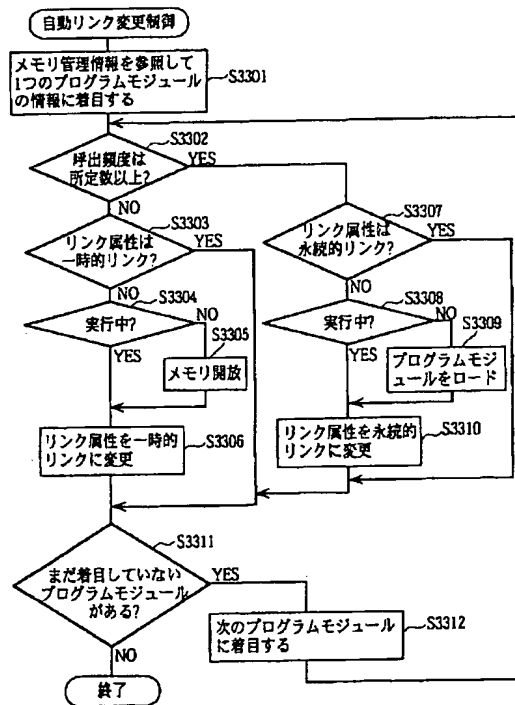 自動リンク変更制御
メモリ管理情報を参照して
1つのプログラムモジュール
の情報に着目する
S3301
S3302
呼出頻度は
所定数以上?
YES
NO
S3303
リンク属性は
一時的リンク?
YES
NO
S3304
実行中?
NO
YES
S3305
メモリ開放
リンク属性を一時的
リンクに変更
S3306
S3307
リンク属性は
永続的リンク?
YES
NO
S3308
実行中?
NO
YES
S3309
プログラムモジ
ュールをロード
リンク属性を永続的
リンクに変更
S3310
S3311
まだ着目していない
プログラムモジュール
がある?
YES
NO
次のプログラムモジュール
に着目する
S3312
終了